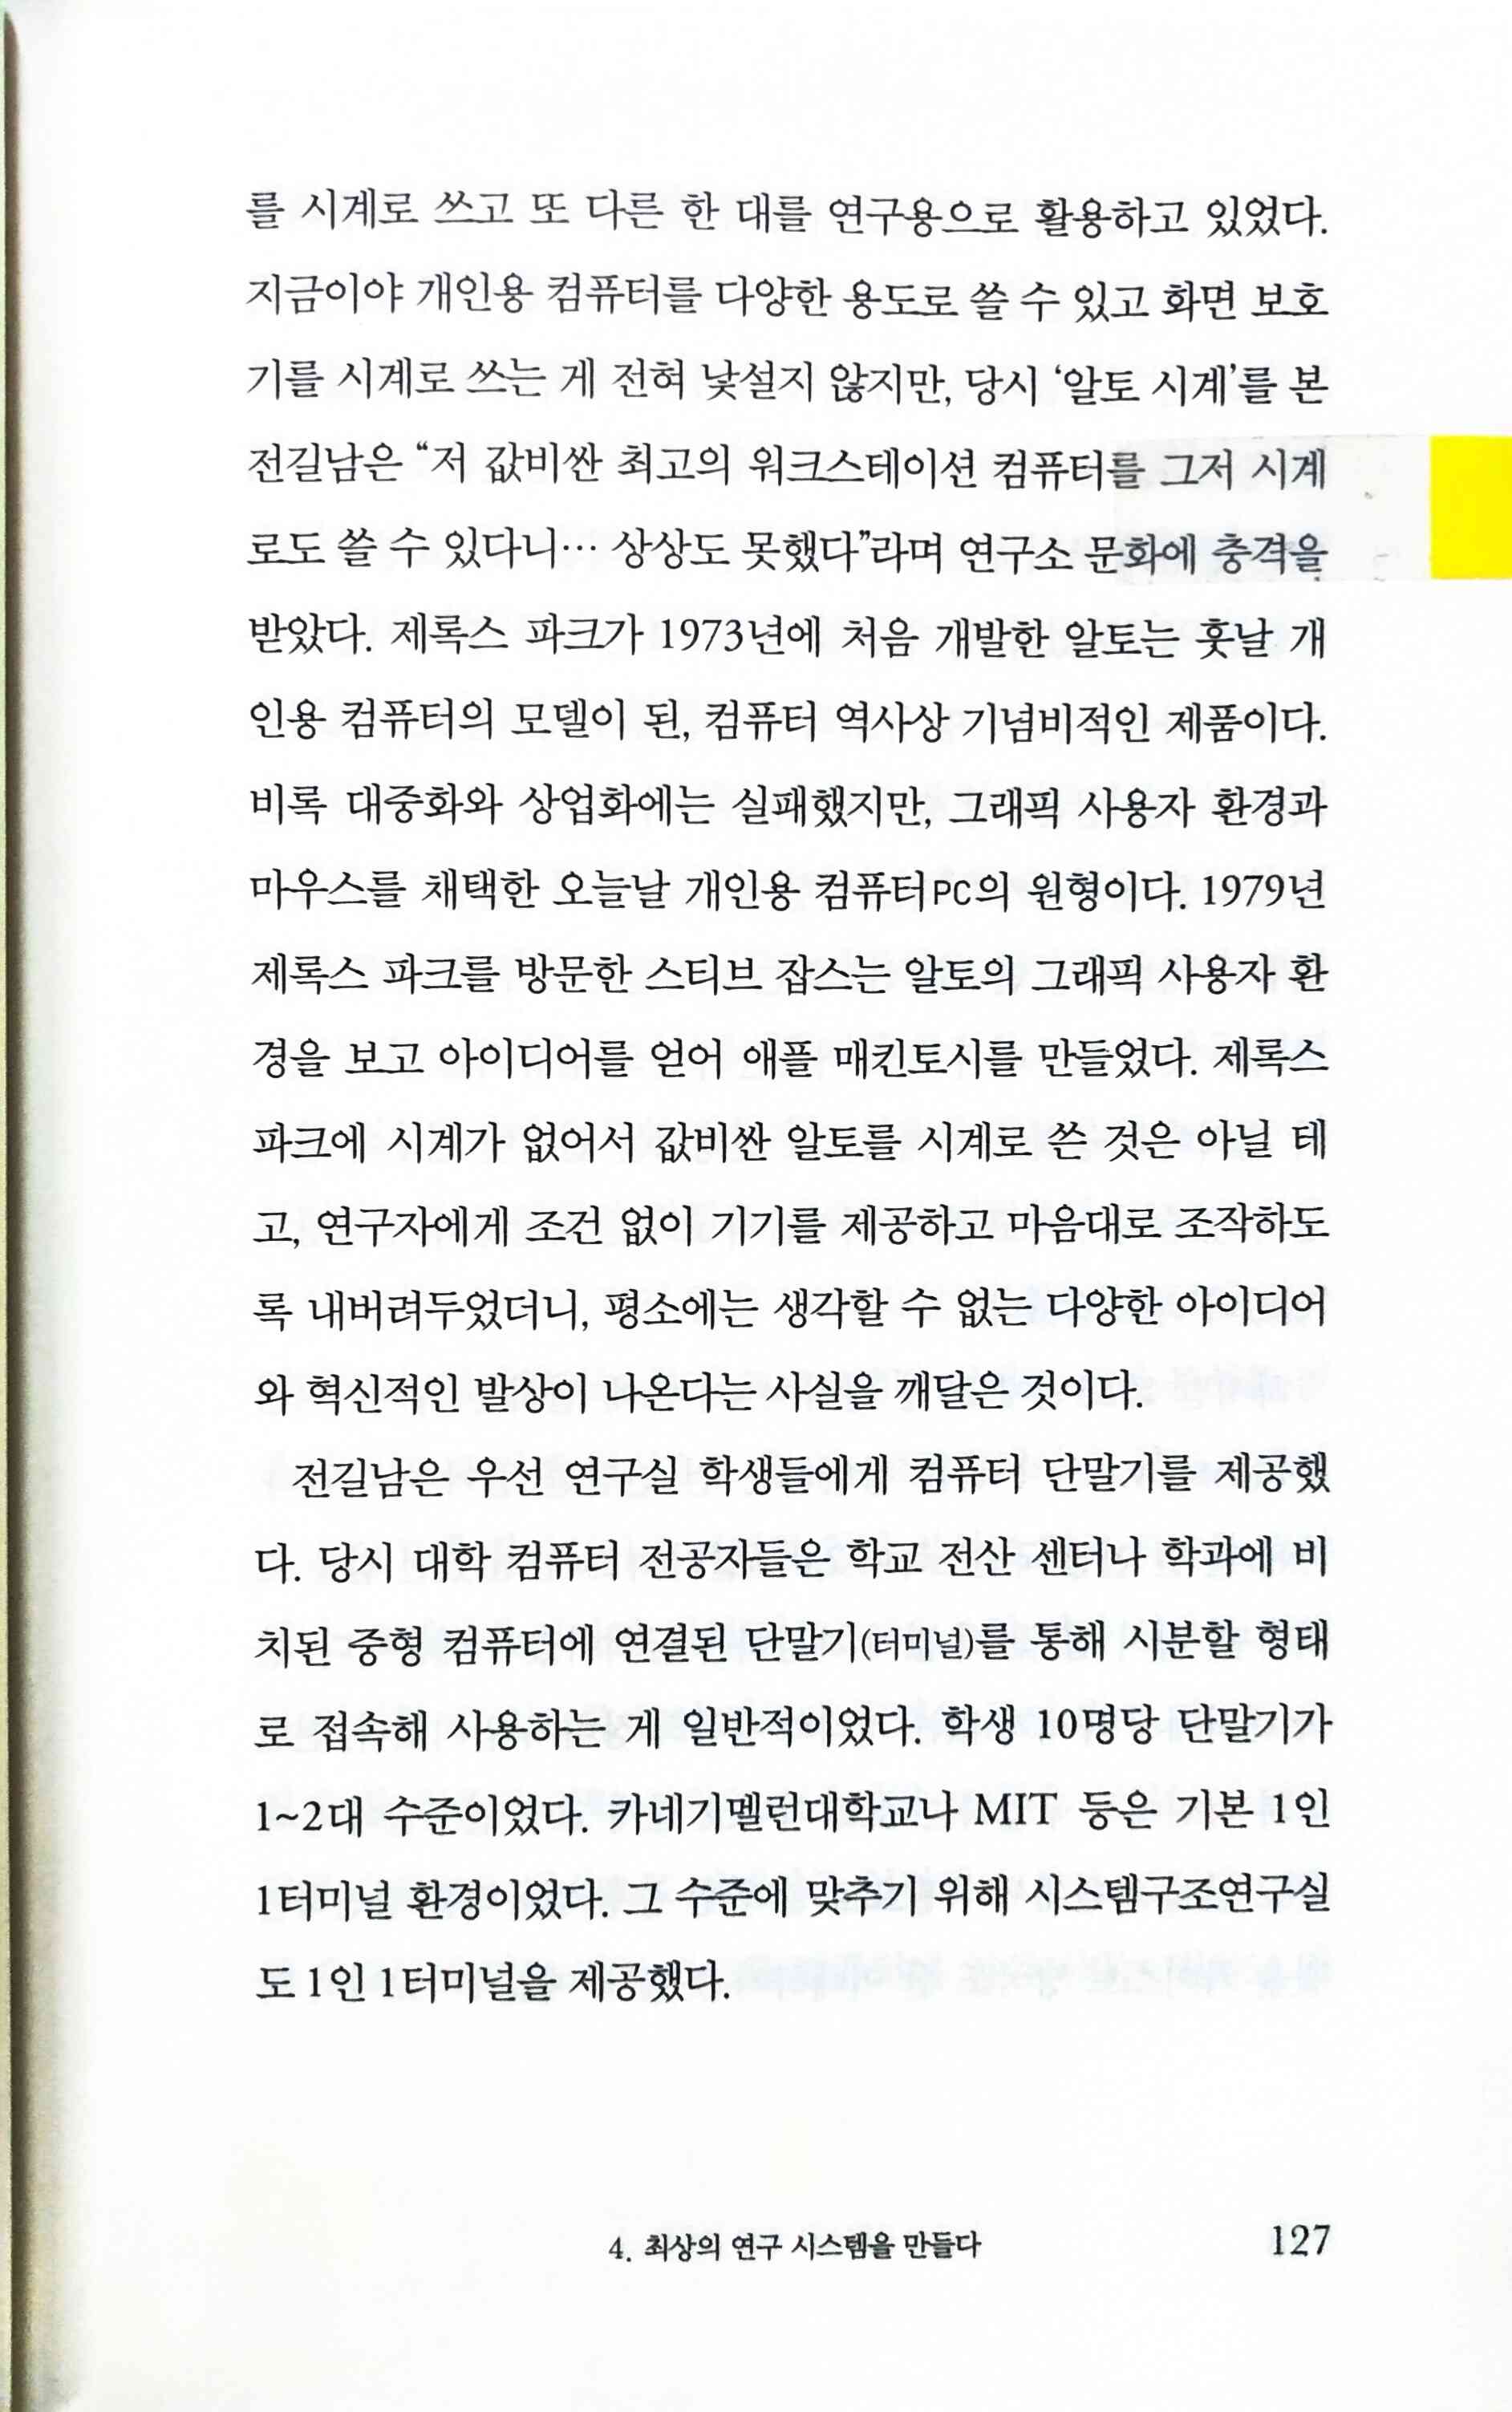 를 시계로 쓰고 또 다른 한 대를 연구용으로 활용하고 있었다.
지금이야 개인용 컴퓨터를 다양한 용도로 쓸 수 있고 화면 보호
기를 시계로 쓰는 게 전혀 낯설지 않지만, 당시 ‘알토 시계’를 본
전길남은 “저 값비싼 최고의 워크스테이션 컴퓨터를 그저 시계
로도 쓸 수 있다니… 상상도 못했다”라며 연구소 문화에 충격을
받았다. 제록스 파크가 1973년에 처음 개발한 알토는 훗날 개
인용 컴퓨터의 모델이 된, 컴퓨터 역사상 기념비적인 제품이다.
비록 대중화와 상업화에는 실패했지만, 그래픽 사용자 환경과
마우스를 채택한 오늘날 개인용 컴퓨터PC의 원형이다. 1979년
제록스 파크를 방문한 스티브 잡스는 알토의 그래픽 사용자 환
경을 보고 아이디어를 얻어 애플 매킨토시를 만들었다. 제록스
파크에 시계가 없어서 값비싼 알토를 시계로 쓴 것은 아닐 테
고, 연구자에게 조건 없이 기기를 제공하고 마음대로 조작하도
록 내버려두었더니, 평소에는 생각할 수 없는 다양한 아이디어
와 혁신적인 발상이 나온다는 사실을 깨달은 것이다.
전길남은 우선 연구실 학생들에게 컴퓨터 단말기를 제공했
다. 당시 대학 컴퓨터 전공자들은 학교 전산 센터나 학과에 비
치된 중형 컴퓨터에 연결된 단말기(터미널)를 통해 시분할 형태
로 접속해 사용하는 게 일반적이었다. 학생 10명당 단말기가
1~2대 수준이었다. 카네기멜런대학교나 MIT 등은 기본 1인
1터미널 환경이었다. 그 수준에 맞추기 위해 시스템구조연구실
도 1인 1터미널을 제공했다.
4. 최상의 연구 시스템을 만들다 127